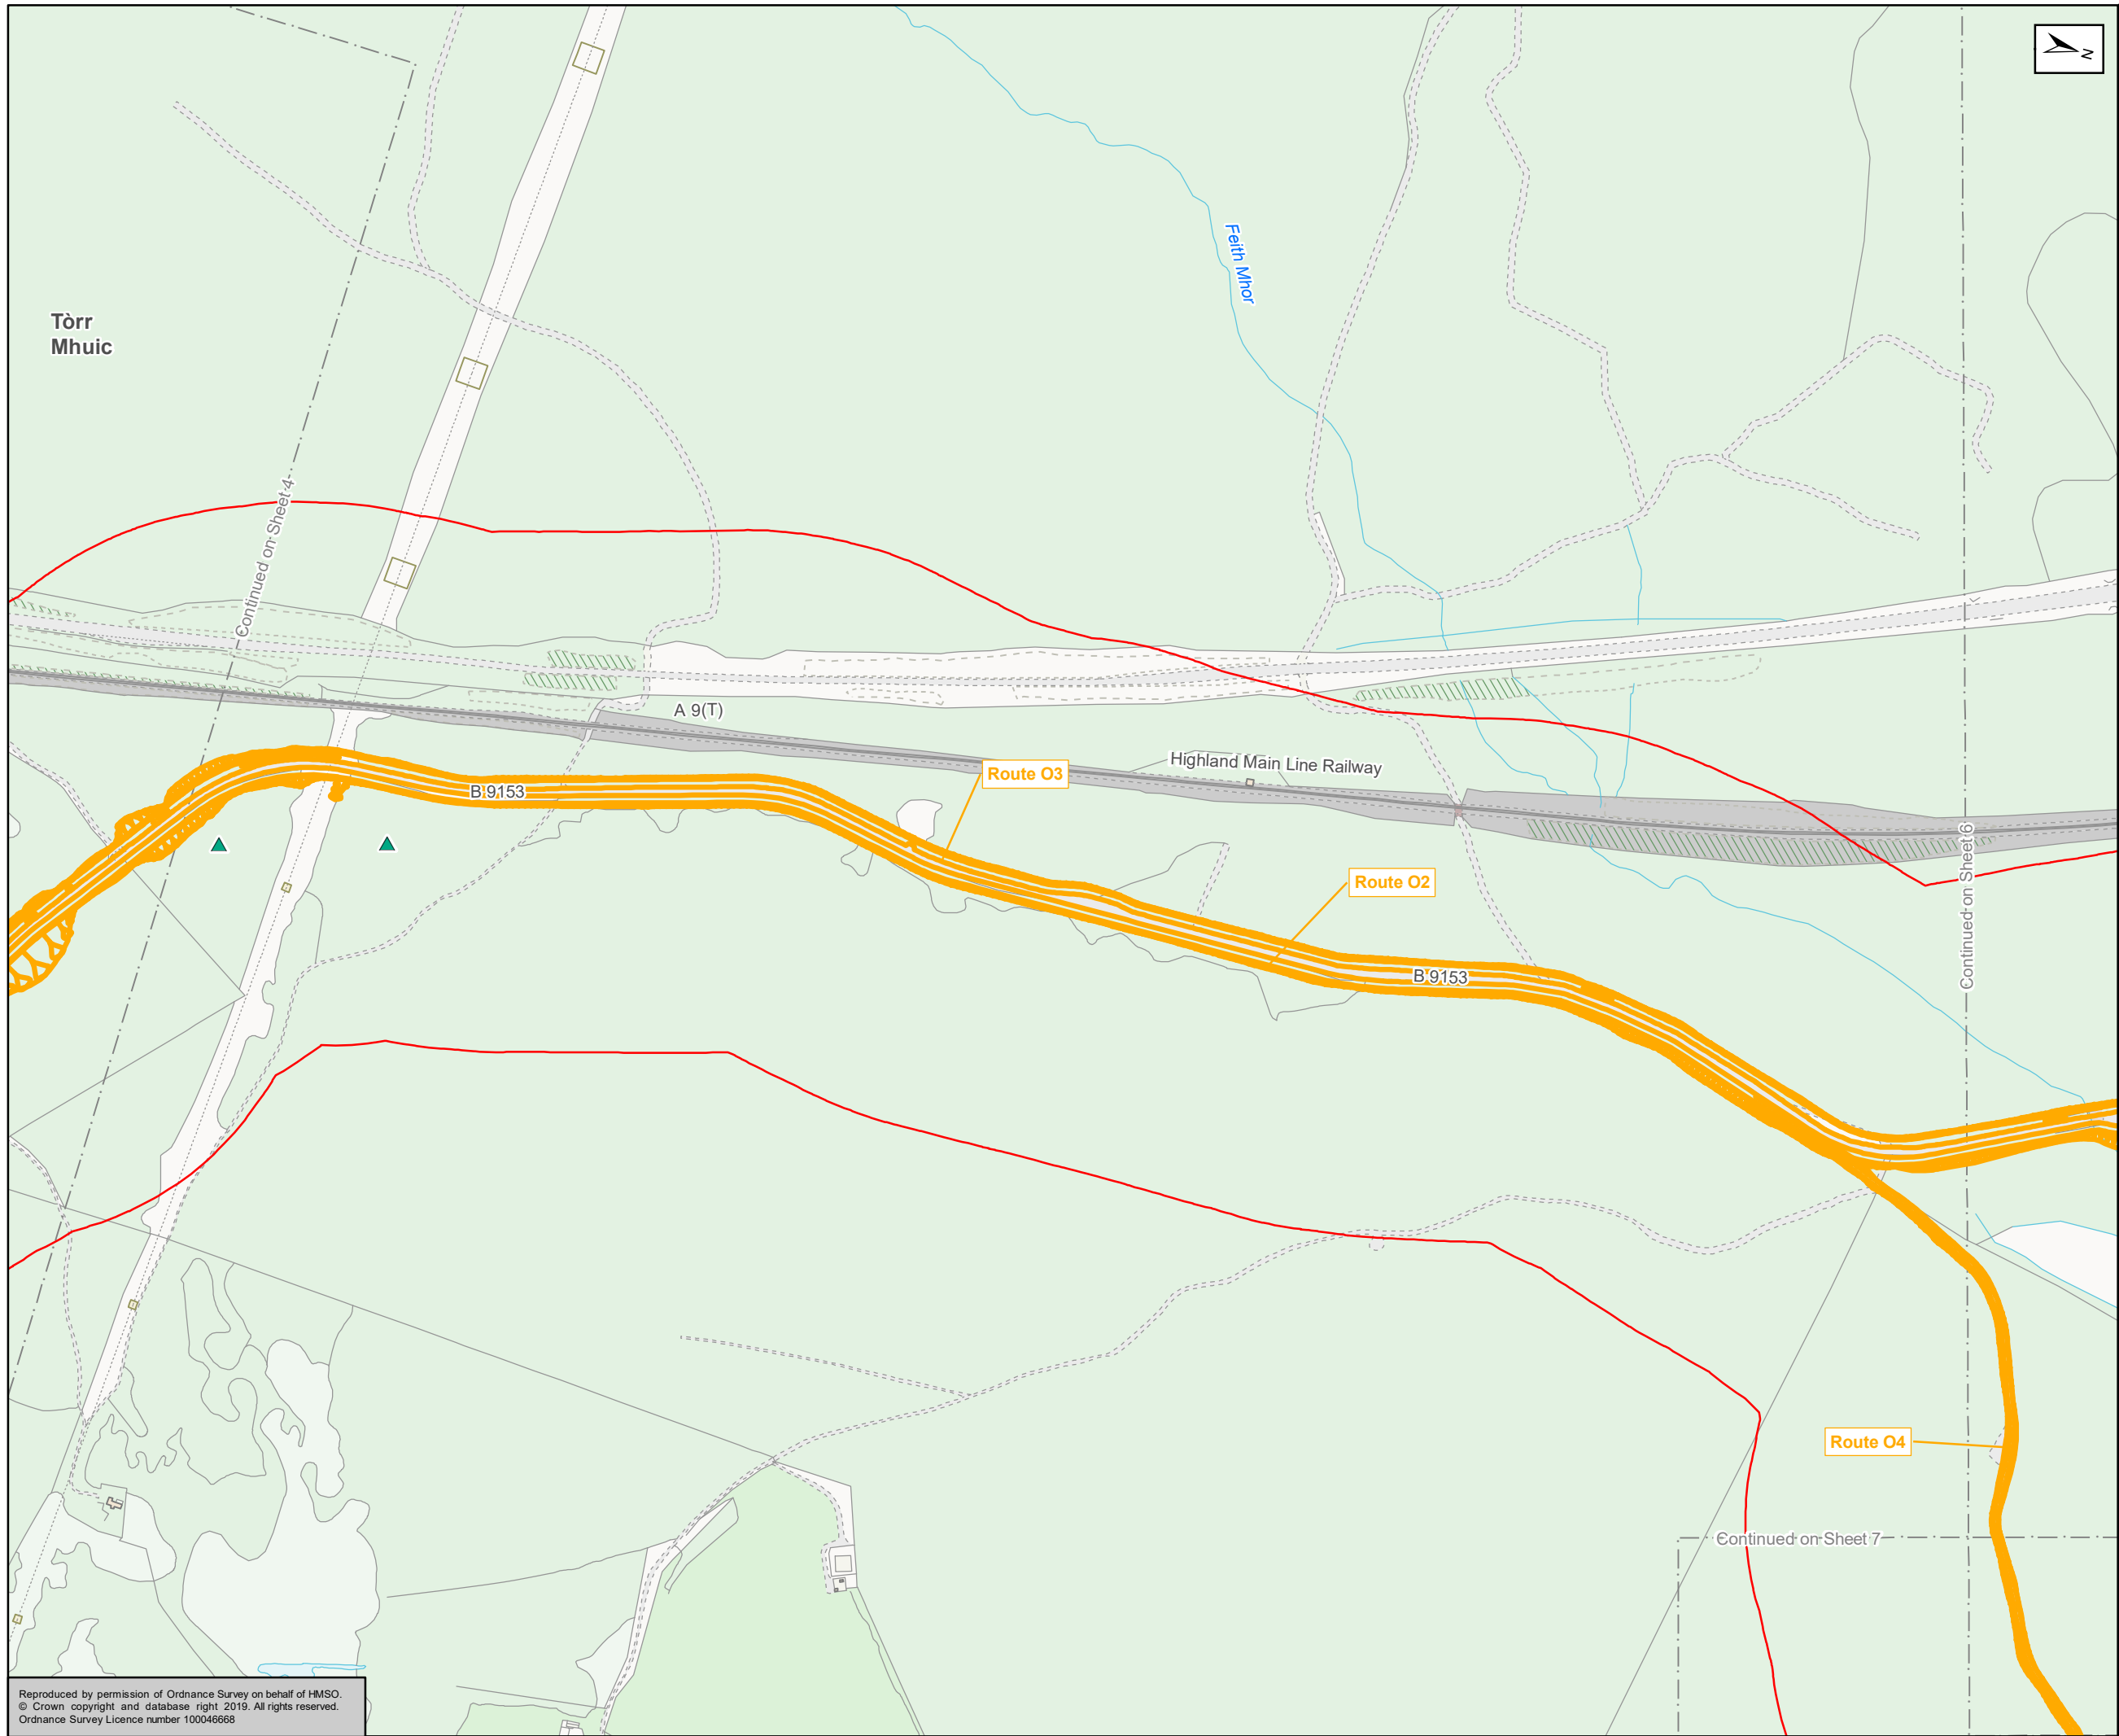 N
Feith Mhor
Tòrr
Mhuic
Continued on Sheet 4
A 9(T)
Highland Main Line Railway
Route O3
B 9153
Route O2
B 9153
Continued on Sheet 6
Route O4
Continued on Sheet 7
Reproduced by permission of Ordnance Survey on behalf of HMSO.
© Crown copyright and database right 2019. All rights reserved.
Ordnance Survey Licence number 100046668